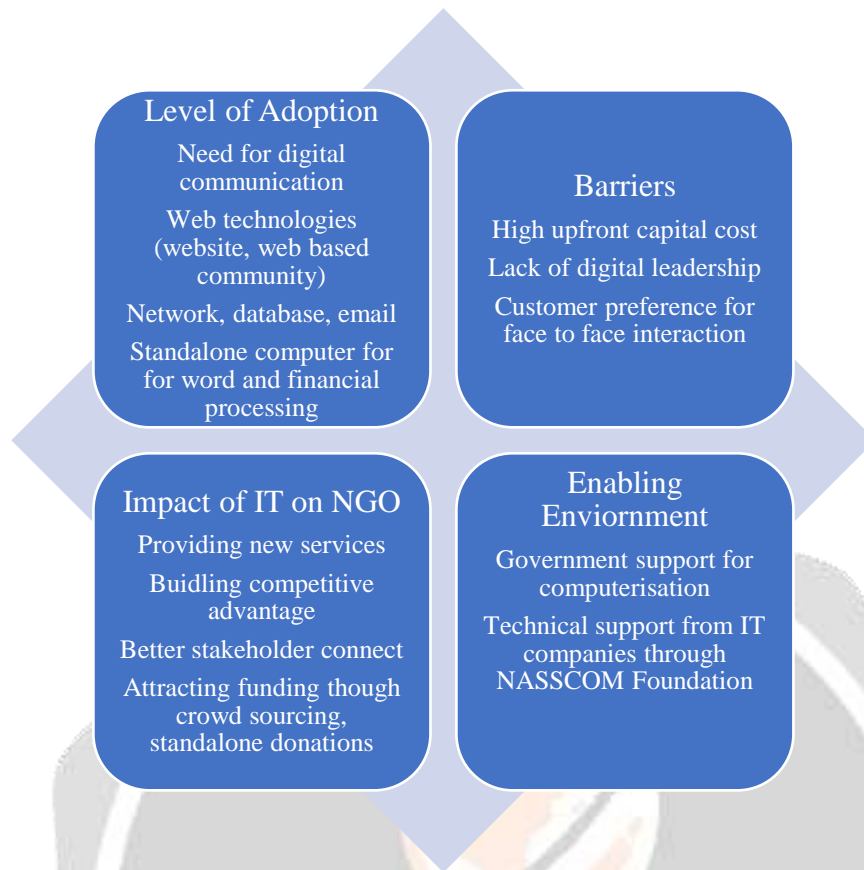 Level of Adoption
Need for digital
communication
Web technologies
(website, web based
community)
Network, database, email
Standalone computer for
for word and financial
processing
Barriers
High upfront capital cost
Lack of digital leadership
Customer preference for
face to face interaction
Impact of IT on NGO
Providing new services
Buidling competitive
advantage
Better stakeholder connect
Attracting funding though
crowd sourcing,
standalone donations
Enabling
Enviornment
Government support for
computerisation
Technical support from IT
companies through
NASSCOM Foundation